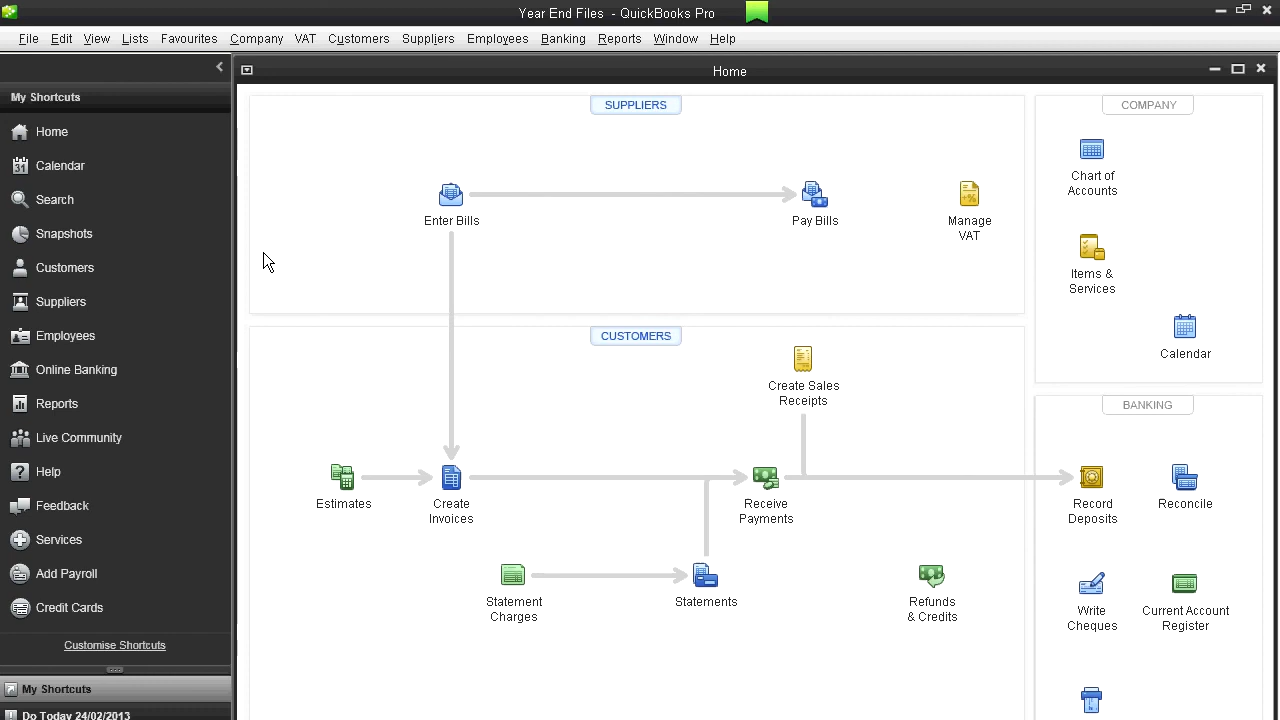 Year End Files - QuickBooks Pro
File Edit View Lists Favourites Company VAT Customers Suppliers Employees Banking Reports Window Help
Home
My Shortcuts
Home
Calendar
Search
Snapshots
Customers
Suppliers
Employees
Online Banking
Reports
Live Community
Help
Feedback
Services
Add Payroll
Credit Cards
Customise Shortcuts
My Shortcuts
Do Today 24/02/2013
SUPPLIERS
Enter Bills
Pay Bills
Manage
VAT
CUSTOMERS
Create Sales
Receipts
Estimates
Create
Invoices
Receive
Payments
Statement
Charges
Statements
Refunds
& Credits
COMPANY
Chart of
Accounts
Items &
Services
Calendar
BANKING
Record
Deposits
Reconcile
Write
Cheques
Current Account
Register